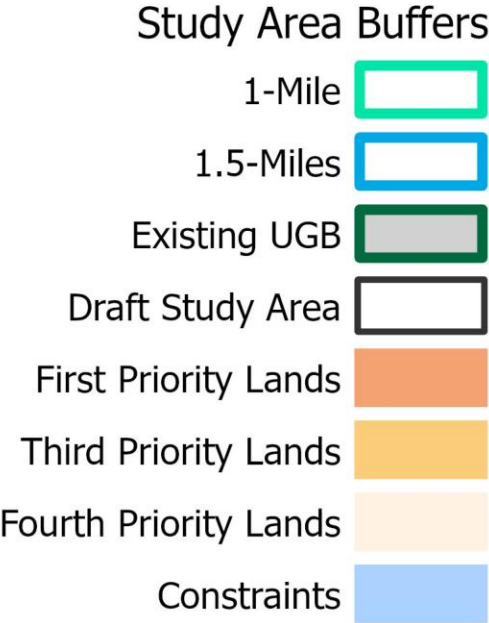 Study Area Buffers
1-Mile
1.5-Miles
Existing UGB
Draft Study Area
First Priority Lands
Third Priority Lands
Fourth Priority Lands
Constraints